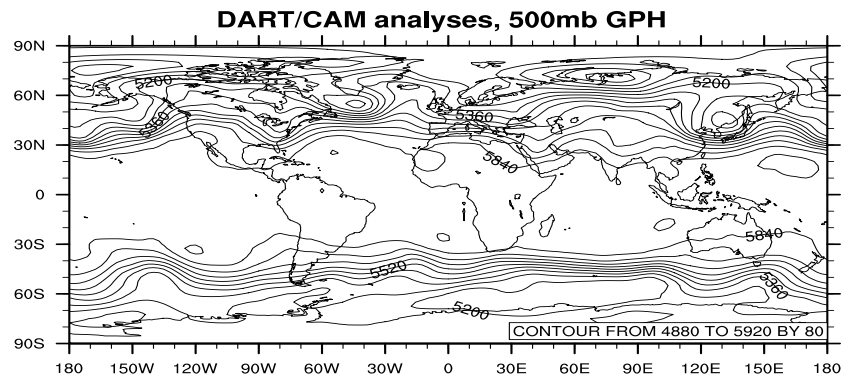 DART/CAM analyses, 500mb GPH
90N
60N
30N
0
30S
60S
90S
5200
5200
5360
5360
5840
5840
5520
5360
5200
CONTOUR FROM 4880 TO 5920 BY 80
180 150W 120W 90W 60W 30W 0 30E 60E 90E 120E 150E 180